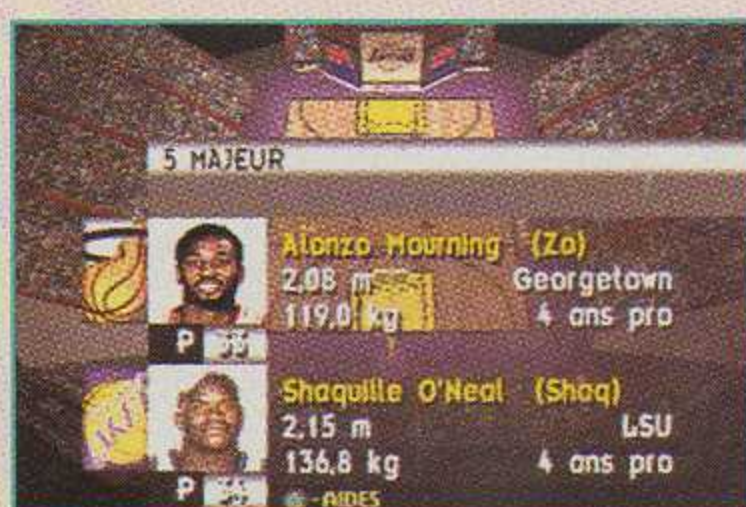 5 MAJEUR
Alonzo Mourning (Zo)
2,08 m Georgetown
119,0 kg 4 ans pro
P 33
Shaquille O'Neal (Shaq)
2,15 m LSU
136,8 kg 4 ans pro
P
- AIDES